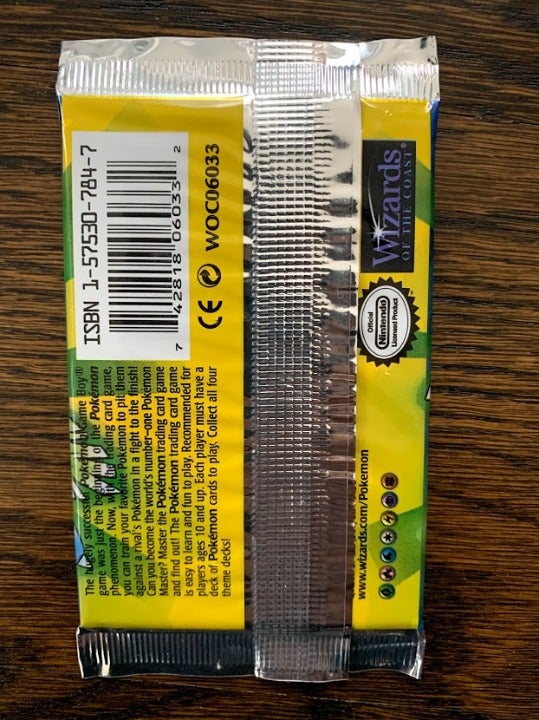 ISBN 1-57530-784-7
7 42818 06033 2
CE WOC06033
The hugely successful Pokémon Game Boy®
game was just the beginning of the Pokémon
phenomenon. Now, with the trading card game,
you can train your favorite Pokémon to pit them
against a rival's Pokémon in a fight to the finish!
Can you become the world's number-one Pokémon
Master? Master the Pokémon trading card game
and find out! The Pokémon trading card game
is easy to learn and fun to play. Recommended for
players ages 10 and up. Each player must have a
deck of Pokémon cards to play. Collect all four
theme decks!
Wizards
OF THE COAST®
Official
Nintendo
Licensed Product
www.wizards.com/Pokemon